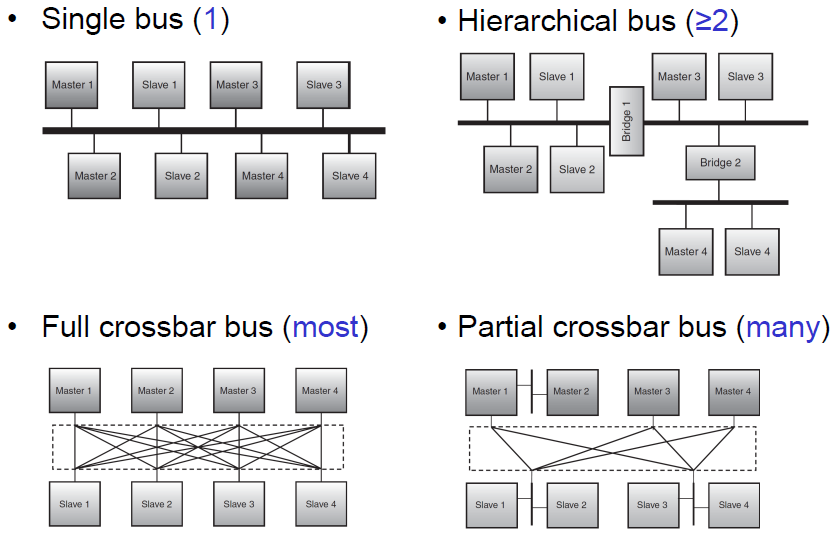 • Single bus (1)
Master 1
Slave 1
Master 3
Slave 3
Master 2
Slave 2
Master 4
Slave 4
• Hierarchical bus (≥2)
Master 1
Slave 1
Bridge 1
Master 3
Slave 3
Master 2
Slave 2
Bridge 2
Master 4
Slave 4
• Full crossbar bus (most)
Master 1
Master 2
Master 3
Master 4
Slave 1
Slave 2
Slave 3
Slave 4
• Partial crossbar bus (many)
Master 1
Master 2
Master 3
Master 4
Slave 1
Slave 2
Slave 3
Slave 4